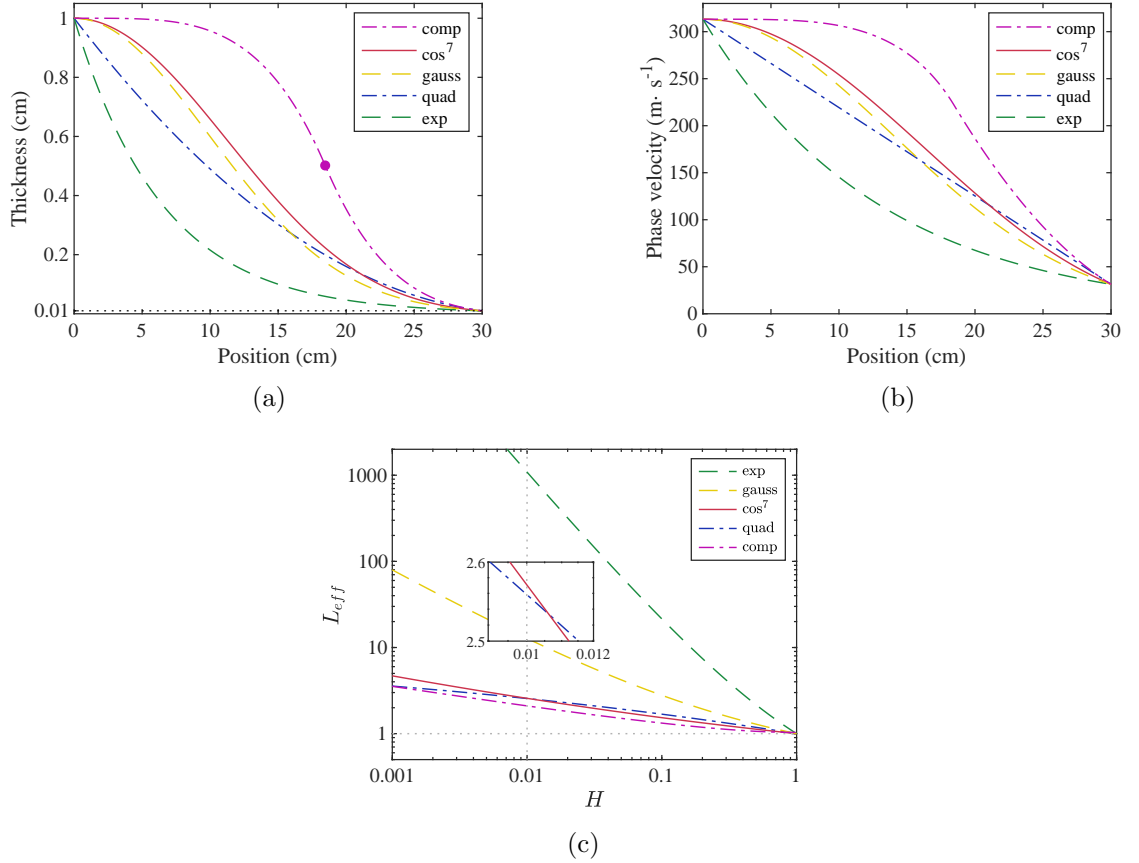 1
0.8
0.6
0.4
0.2
0.01
Thickness (cm)
0 5 10 15 20 25 30
Position (cm)
comp
cos⁷
gauss
quad
exp
(a)
300
250
200
150
100
50
0
Phase velocity (m· s⁻¹)
0 5 10 15 20 25 30
Position (cm)
comp
cos⁷
gauss
quad
exp
(b)
1000
100
10
1
L_eff
0.001 0.01 0.1 1
H
exp
gauss
cos⁷
quad
comp
2.6
2.5
0.01 0.012
(c)